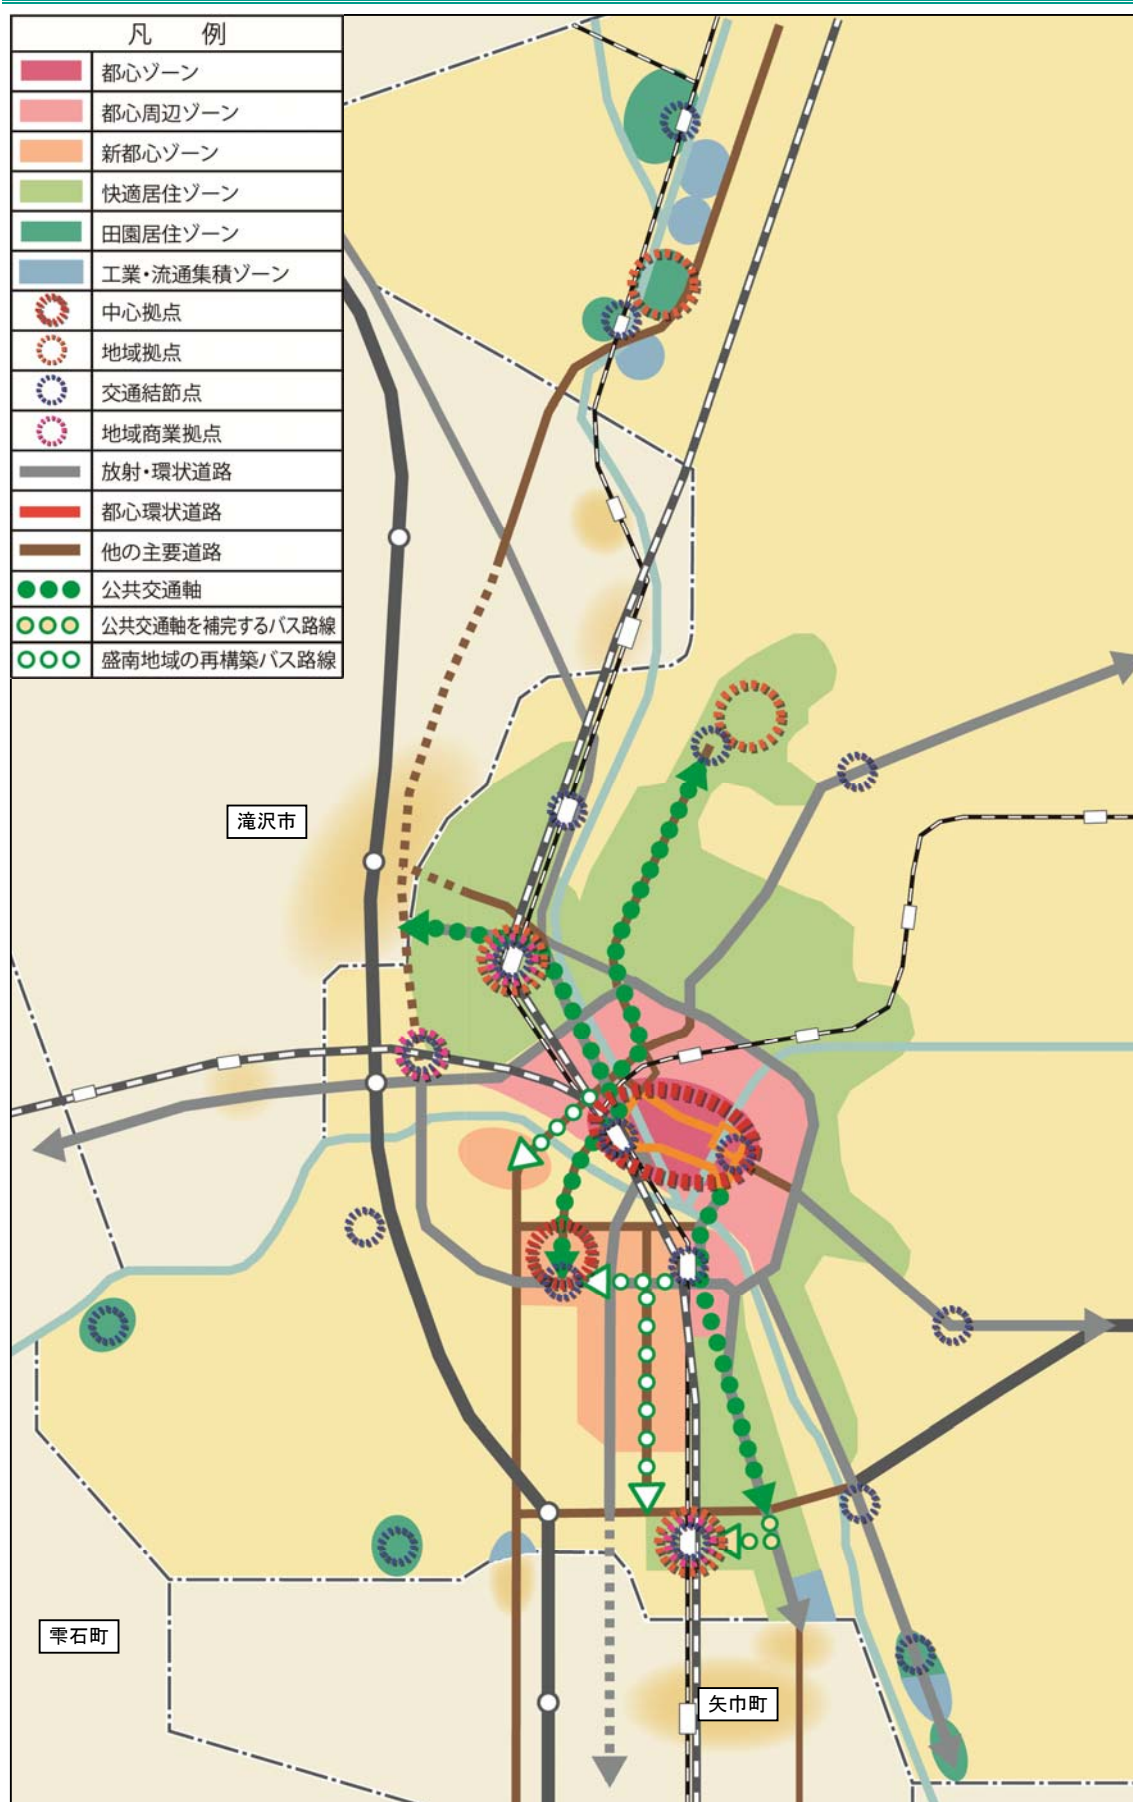 凡 例
都心ゾーン
都心周辺ゾーン
新都心ゾーン
快適居住ゾーン
田園居住ゾーン
工業・流通集積ゾーン
中心拠点
地域拠点
交通結節点
地域商業拠点
放射・環状道路
都心環状道路
他の主要道路
公共交通軸
公共交通軸を補完するバス路線
盛南地域の再構築バス路線
滝沢市
雫石町
矢巾町